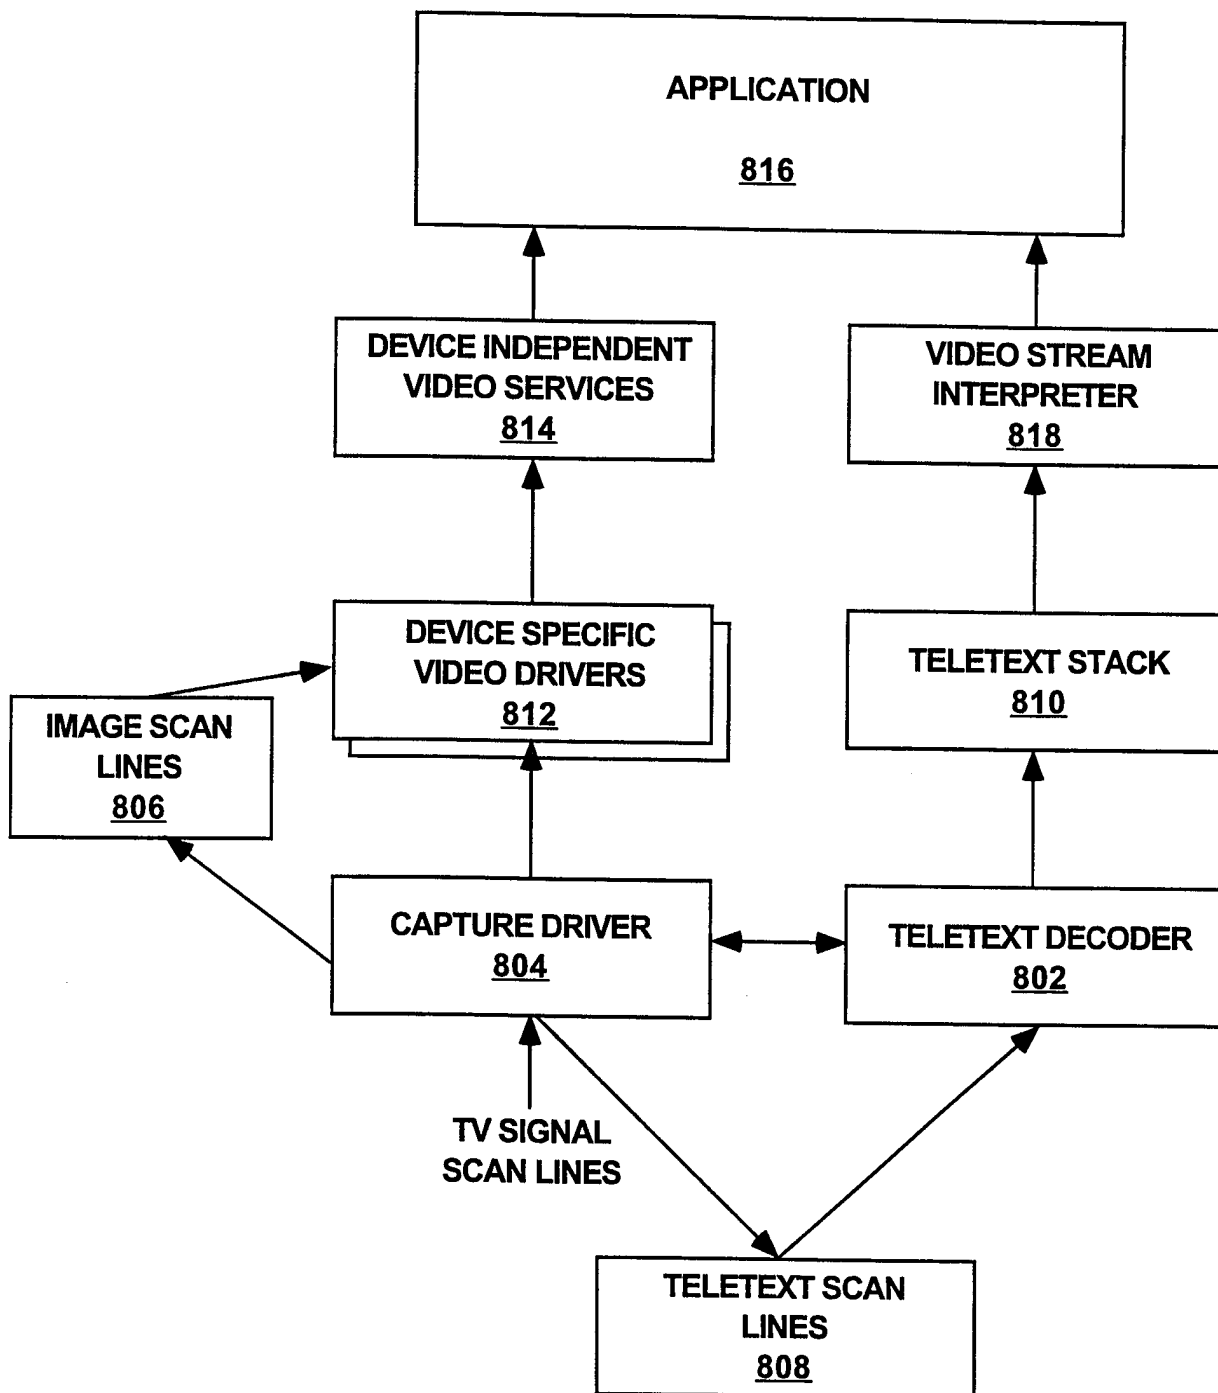 APPLICATION
816
DEVICE INDEPENDENT
VIDEO SERVICES
814
VIDEO STREAM
INTERPRETER
818
DEVICE SPECIFIC
VIDEO DRIVERS
812
TELETEXT STACK
810
IMAGE SCAN
LINES
806
CAPTURE DRIVER
804
TELETEXT DECODER
802
TV SIGNAL
SCAN LINES
TELETEXT SCAN
LINES
808